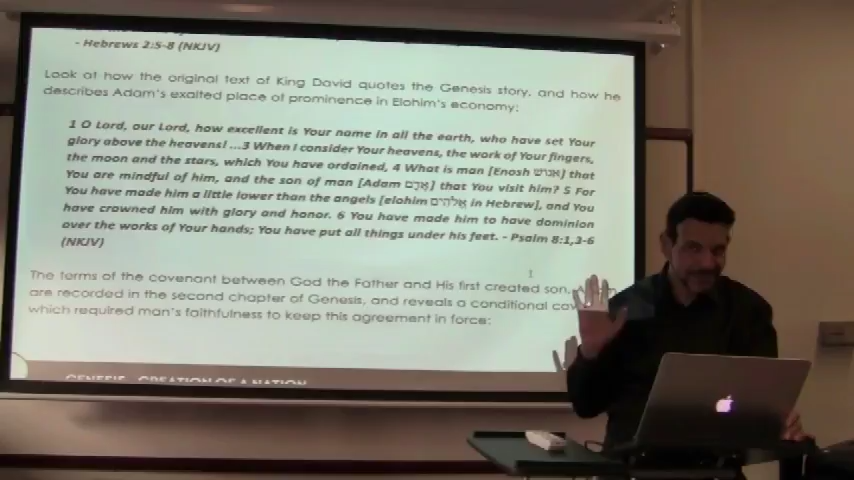 - Hebrews 2:5-8 (NKJV)
Look at how the original text of King David quotes the Genesis story, and how he
describes Adam's exalted place of prominence in Elohim's economy:
1 O Lord, our Lord, how excellent is Your name in all the earth, who have set Your
glory above the heavens! ...3 When I consider Your heavens, the work of Your fingers,
the moon and the stars, which You have ordained, 4 What is man [Enosh אנוש] that
You are mindful of him, and the son of man [Adam אָדָם] that You visit him? 5 For
You have made him a little lower than the angels [elohim אֱלֹהִים in Hebrew], and You
have crowned him with glory and honor. 6 You have made him to have dominion
over the works of Your hands; You have put all things under his feet. - Psalm 8:1,3-6
(NKJV)
The terms of the covenant between God the Father and His first created son,
are recorded in the second chapter of Genesis, and reveals a conditional
which required man's faithfulness to keep this agreement in force:
GENESIS - CREATION OF A NATION